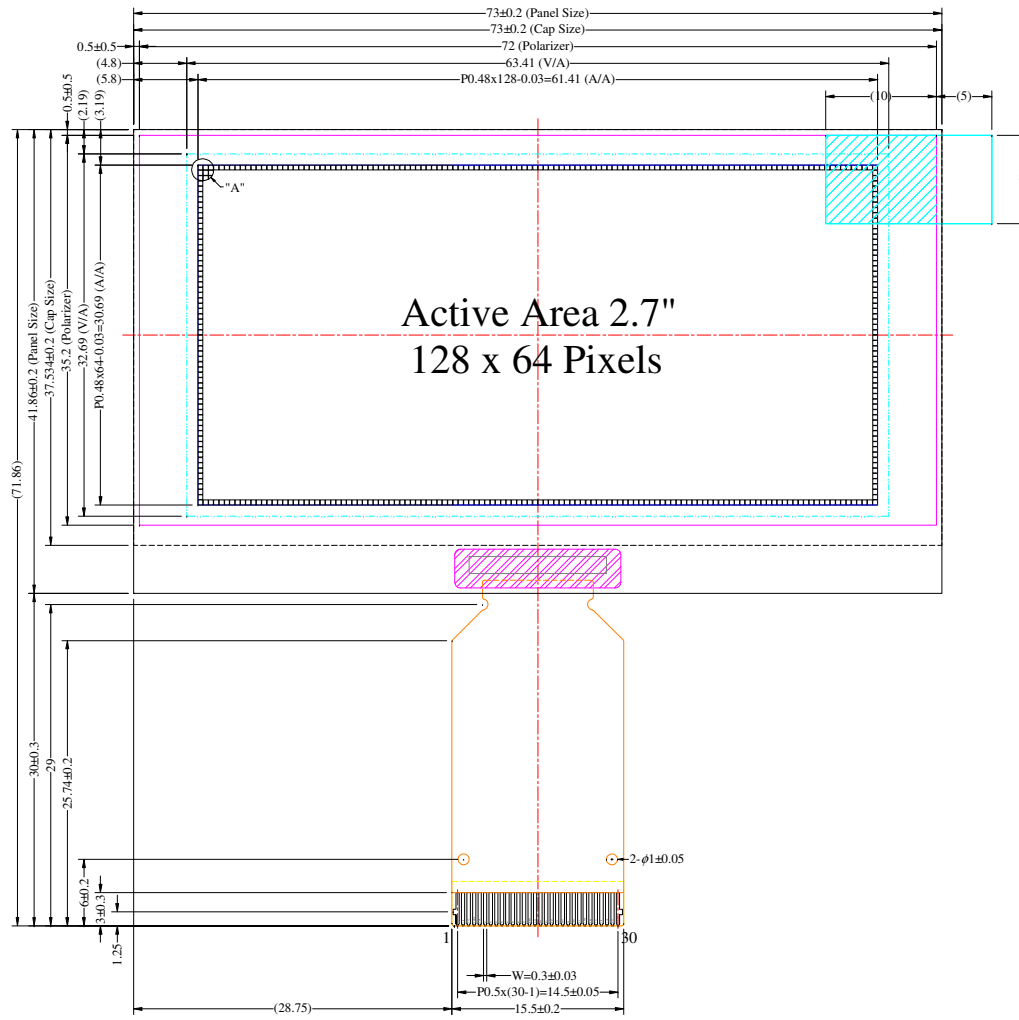 73±0.2 (Panel Size)
73±0.2 (Cap Size)
0.5±0.5
72 (Polarizer)
(4.8)
63.41 (V/A)
(5.8)
P0.48x128-0.03=61.41 (A/A)
0.5±0.5
(2.19)
(3.19)
(10)
(5)
"A"
Active Area 2.7"
128 x 64 Pixels
(71.86)
41.86±0.2 (Panel Size)
37.534±0.2 (Cap Size)
35.2 (Polarizer)
32.69 (V/A)
P0.48x64-0.03=30.69 (A/A)
30±0.3
29
25.74±0.2
6±0.2
3±0.3
1.25
2-ϕ1±0.05
1
30
W=0.3±0.03
P0.5x(30-1)=14.5±0.05
(28.75)
15.5±0.2